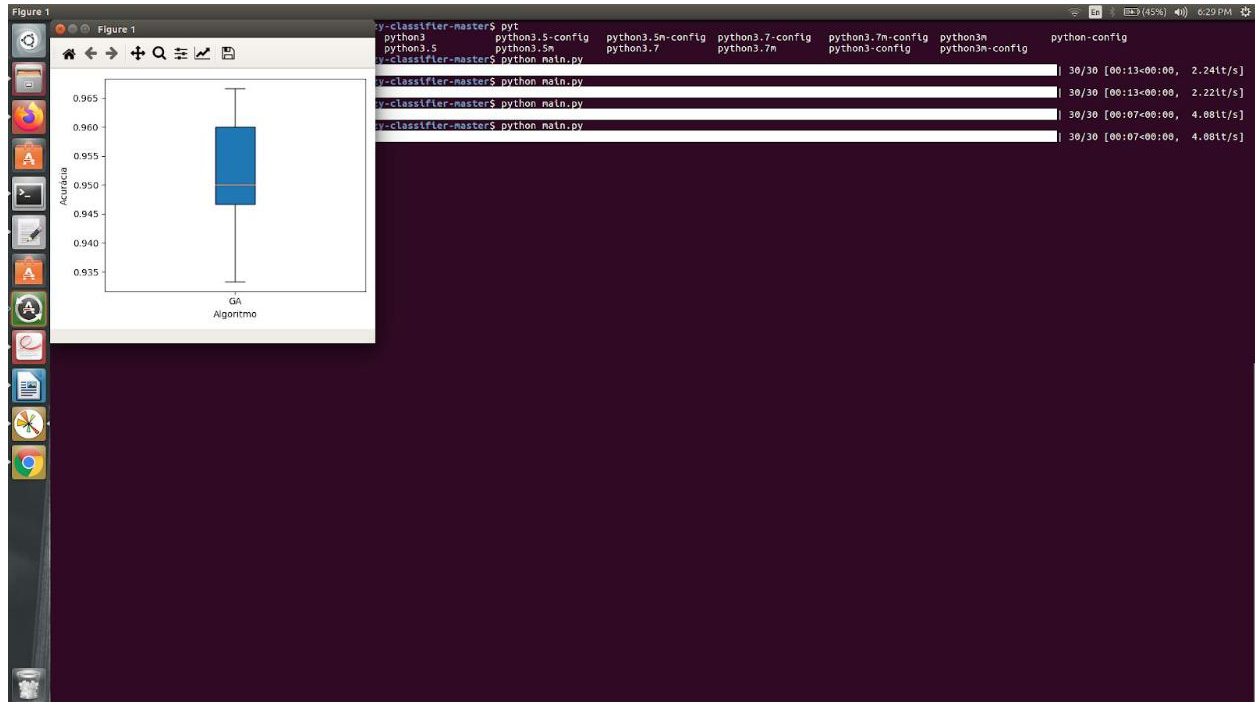 Figure 1
En
(45%)
6:29 PM
Figure 1
0.965
0.960
0.955
0.950
0.945
0.940
0.935
Acurácia
GA
Algoritmo
y-classifier-master$ pyt
python3 python3.5-config python3.5m-config python3.7-config python3.7m-config python3m python-config
python3.5 python3.5m python3.7 python3.7m python3-config python3m-config
y-classifier-master$ python main.py
| 30/30 [00:13<00:00, 2.24it/s]
y-classifier-master$ python main.py
| 30/30 [00:13<00:00, 2.22it/s]
y-classifier-master$ python main.py
| 30/30 [00:07<00:00, 4.08it/s]
y-classifier-master$ python main.py
| 30/30 [00:07<00:00, 4.08it/s]